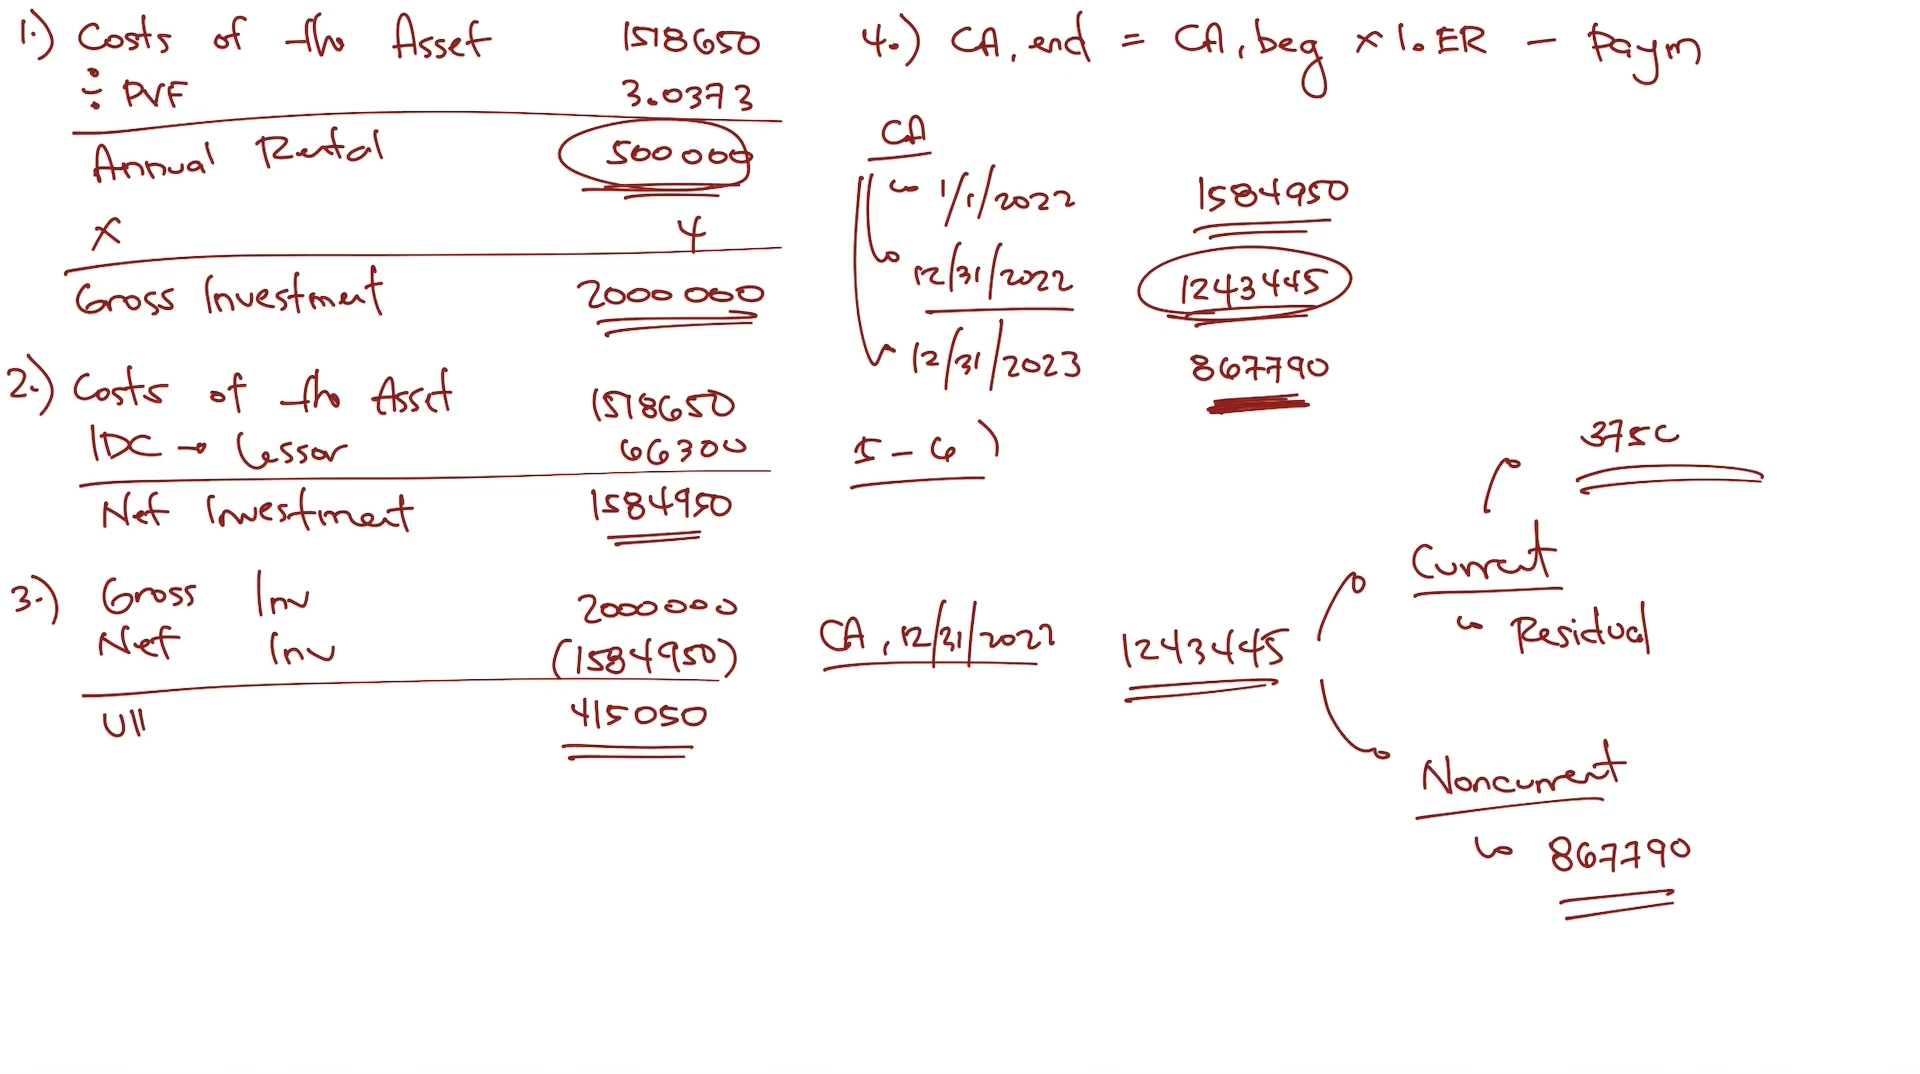 1.) Costs of the Asset 1518650
÷ PVF 3.0373
Annual Rental 500000
x 4
Gross Investment 2000000
2.) Costs of the Asset 1518650
IDC → Lessor 66300
Net Investment 1584950
3.) Gross Inv 2000000
Net Inv (1584950)
UII 415050
4.) CA, end = CA, beg x 1.ER - Paym
CA
1/1/2022 1584950
12/31/2022 1243445
12/31/2023 867790
5-6)
CA, 12/31/2022 1243445
375
Current
Residual
Noncurrent
867790